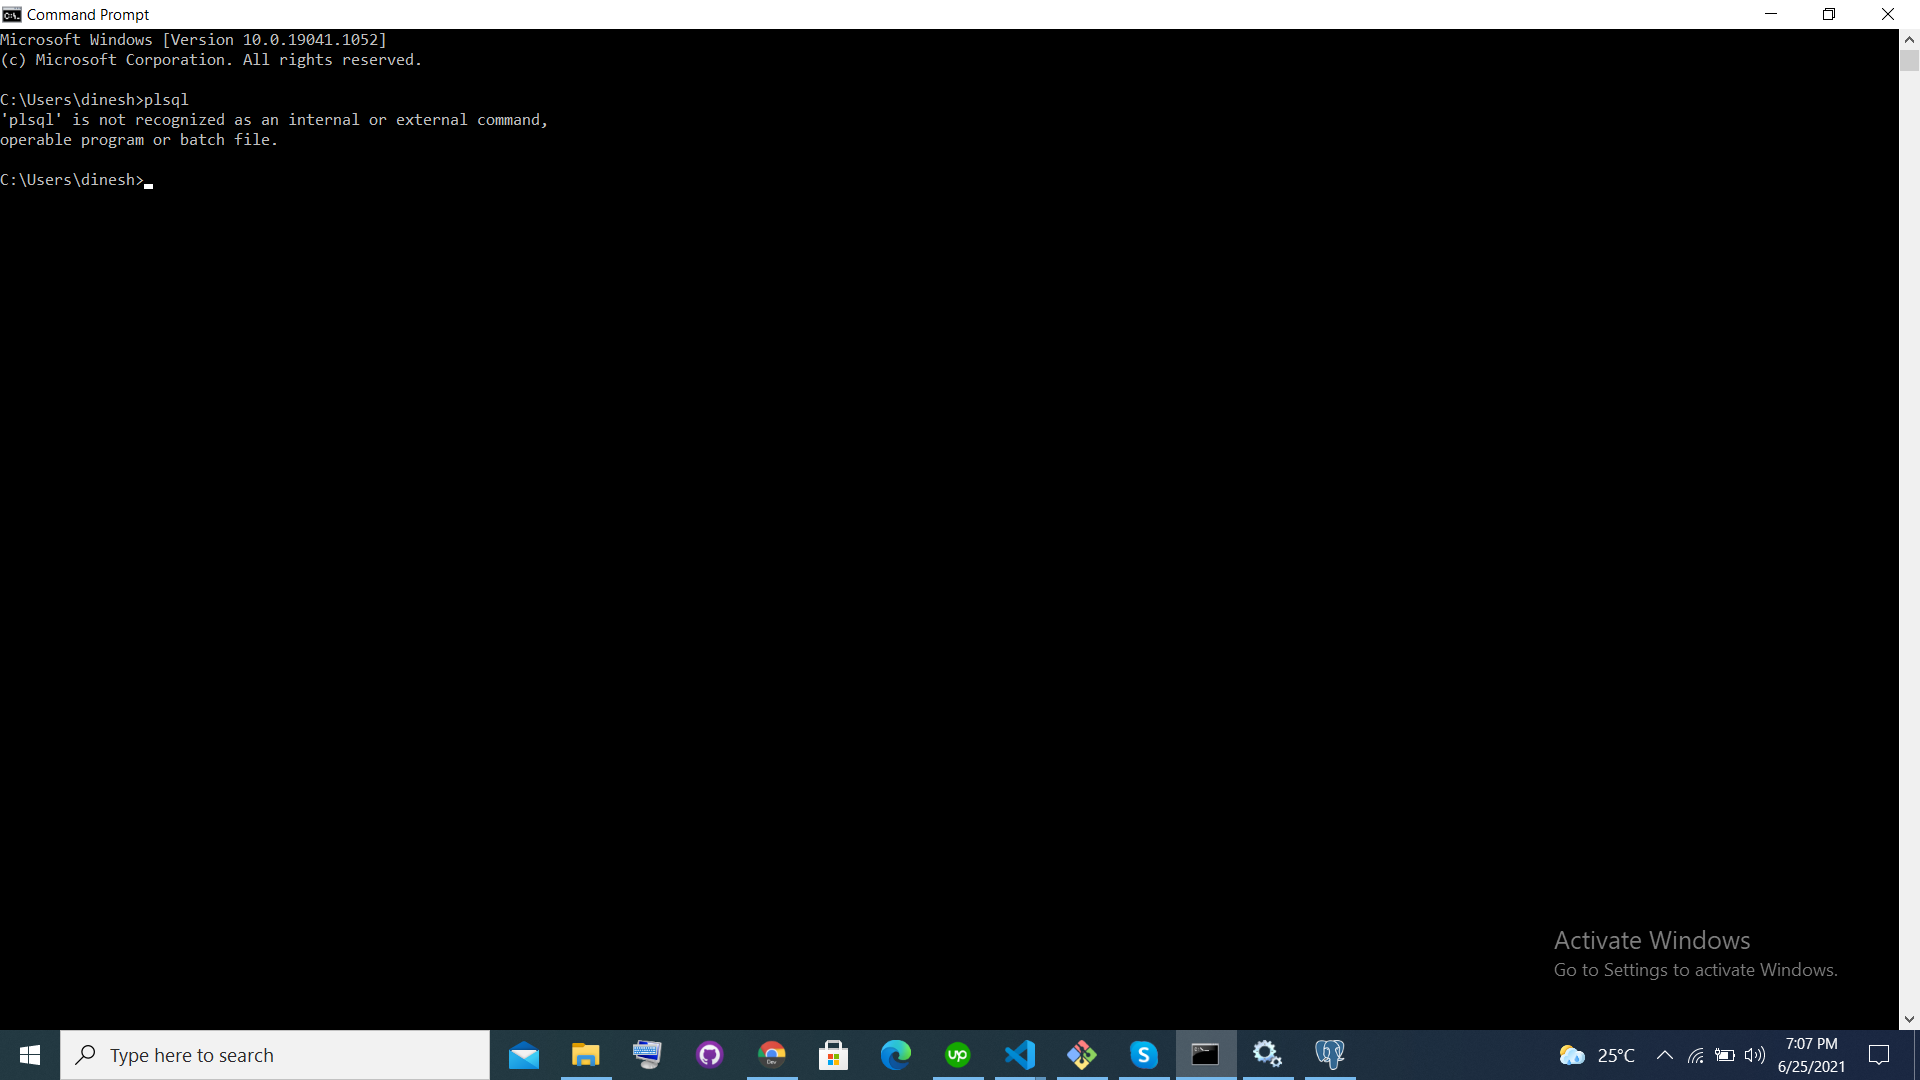 Command Prompt
Microsoft Windows [Version 10.0.19041.1052]
(c) Microsoft Corporation. All rights reserved.
C:\Users\dinesh>plsql
'plsql' is not recognized as an internal or external command,
operable program or batch file.
C:\Users\dinesh>
Activate Windows
Go to Settings to activate Windows.
Type here to search
Dev
up
S
25°C
7:07 PM
6/25/2021